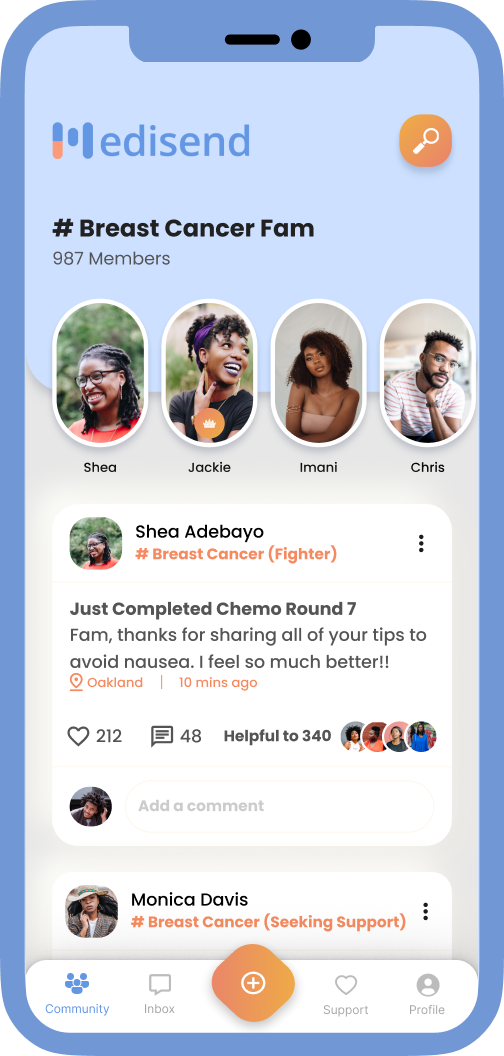 Medisend
# Breast Cancer Fam
987 Members
Shea
Jackie
Imani
Chris
Shea Adebayo
# Breast Cancer (Fighter)
Just Completed Chemo Round 7
Fam, thanks for sharing all of your tips to
avoid nausea. I feel so much better!!
Oakland | 10 mins ago
212 48 Helpful to 340
Add a comment
Monica Davis
# Breast Cancer (Seeking Support)
Community Inbox Support Profile